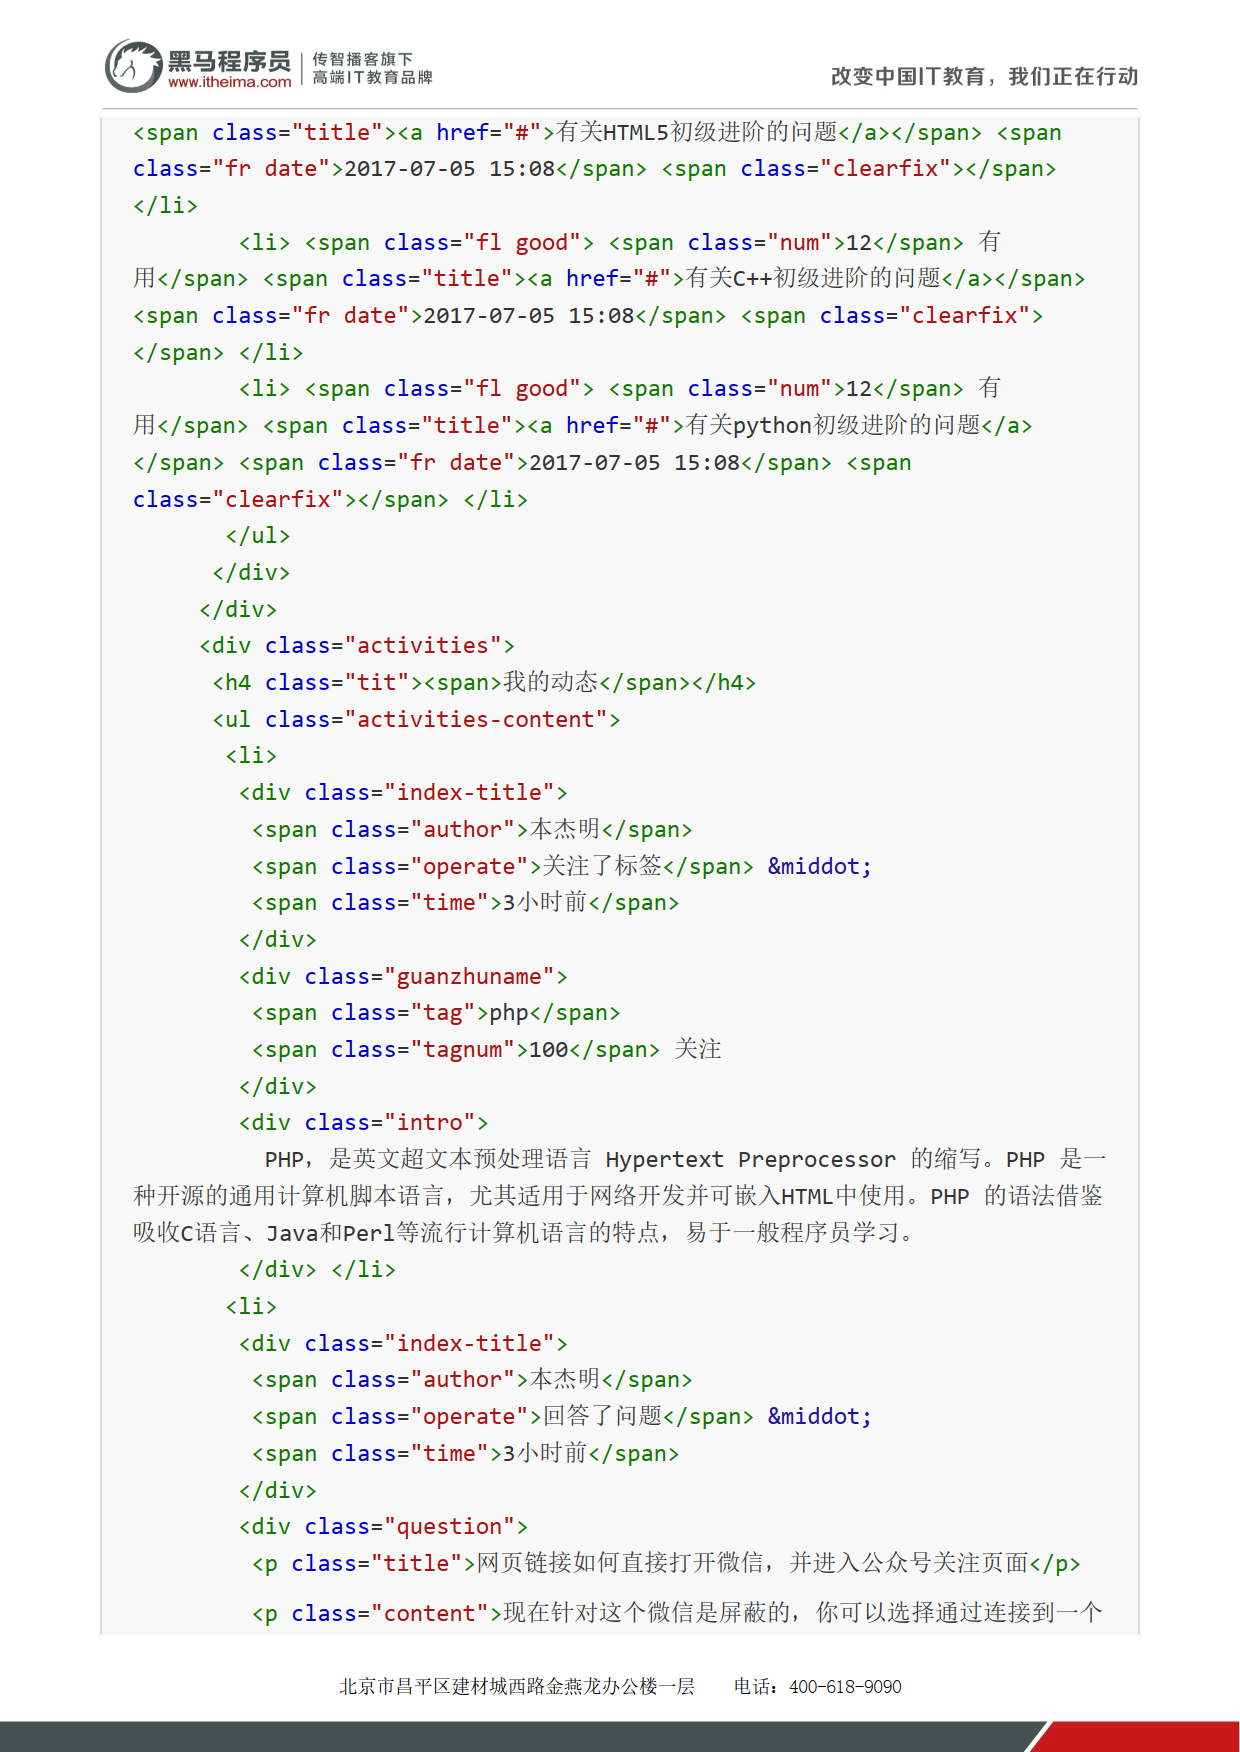 黑马程序员
www.itheima.com
传智播客旗下
高端IT教育品牌
改变中国IT教育，我们正在行动
<span class="title"><a href="#">有关HTML5初级进阶的问题</a></span> <span
class="fr date">2017-07-05 15:08</span> <span class="clearfix"></span>
</li>
<li> <span class="fl good"> <span class="num">12</span> 有
用</span> <span class="title"><a href="#">有关C++初级进阶的问题</a></span>
<span class="fr date">2017-07-05 15:08</span> <span class="clearfix">
</span> </li>
<li> <span class="fl good"> <span class="num">12</span> 有
用</span> <span class="title"><a href="#">有关python初级进阶的问题</a>
</span> <span class="fr date">2017-07-05 15:08</span> <span
class="clearfix"></span> </li>
</ul>
</div>
</div>
<div class="activities">
<h4 class="tit"><span>我的动态</span></h4>
<ul class="activities-content">
<li>
<div class="index-title">
<span class="author">本杰明</span>
<span class="operate">关注了标签</span> &middot;
<span class="time">3小时前</span>
</div>
<div class="guanzhuname">
<span class="tag">php</span>
<span class="tagnum">100</span> 关注
</div>
<div class="intro">
PHP，是英文超文本预处理语言 Hypertext Preprocessor 的缩写。PHP 是一
种开源的通用计算机脚本语言，尤其适用于网络开发并可嵌入HTML中使用。PHP 的语法借鉴
吸收C语言、Java和Perl等流行计算机语言的特点，易于一般程序员学习。
</div> </li>
<li>
<div class="index-title">
<span class="author">本杰明</span>
<span class="operate">回答了问题</span> &middot;
<span class="time">3小时前</span>
</div>
<div class="question">
<p class="title">网页链接如何直接打开微信，并进入公众号关注页面</p>
<p class="content">现在针对这个微信是屏蔽的，你可以选择通过连接到一个
北京市昌平区建材城西路金燕龙办公楼一层 电话：400-618-9090